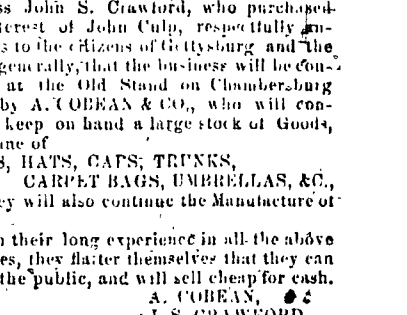 ss John S. Crawford, who purchased
terest of John Culp, respectfully an-
s to the citizens of Gettysburg and the
generally, that the business will be con-
at the Old Stand on Chambersburg
by A. COBEAN & CO., who will con-
keep on hand a large stock of Goods,
ine of
S, HATS, CAPS, TRUNKS,
CARPET BAGS, UMBRELLAS, &C.,
ey will also continue the Manufacture of
n their long experience in all the above
es, they flatter themselves that they can
the public, and will sell cheap for cash.
A. COBEAN,
J. S. CRAWFORD